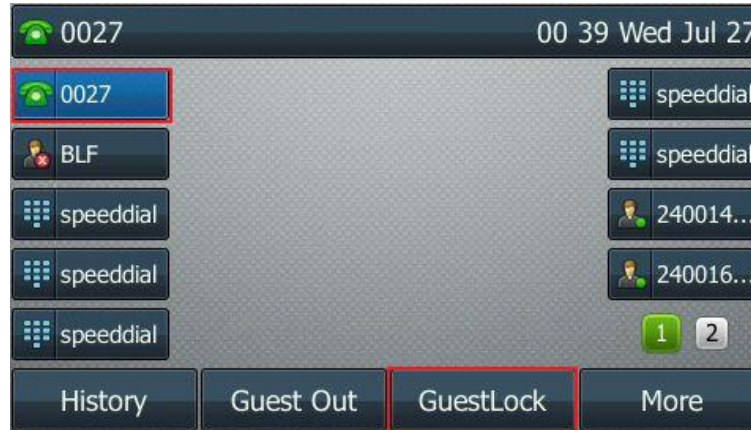 0027 00 39 Wed Jul 27
0027 speeddial
BLF speeddial
speeddial 240014...
speeddial 240016...
speeddial 1 2
History Guest Out GuestLock More